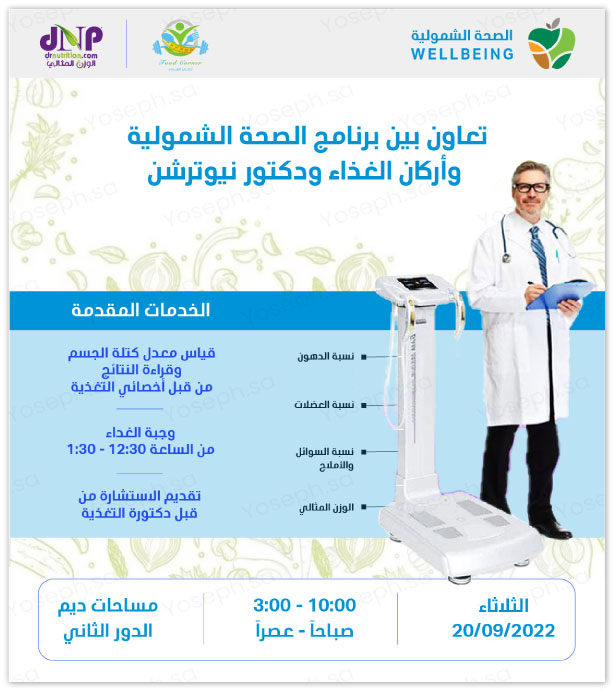 الصحة الشمولية
WELLBEING
Food Corner
dNP
drnutrition.com
الوزن المثالي
تعاون بين برنامج الصحة الشمولية
وأركان الغذاء ودكتور نيوترشن
الخدمات المقدمة
قياس معدل كتلة الجسم
وقراءة النتائج
من قبل أخصائي التغذية
وجبة الغداء
من الساعة 12:30 - 1:30
تقديم الاستشارة من
قبل دكتورة التغذية
نسبة الدهون
نسبة العضلات
نسبة السوائل
والأملاح
الوزن المثالي
الثلاثاء
20/09/2022
10:00 - 3:00
صباحاً - عصراً
مساحات ديم
الدور الثاني
Yoseph.sa